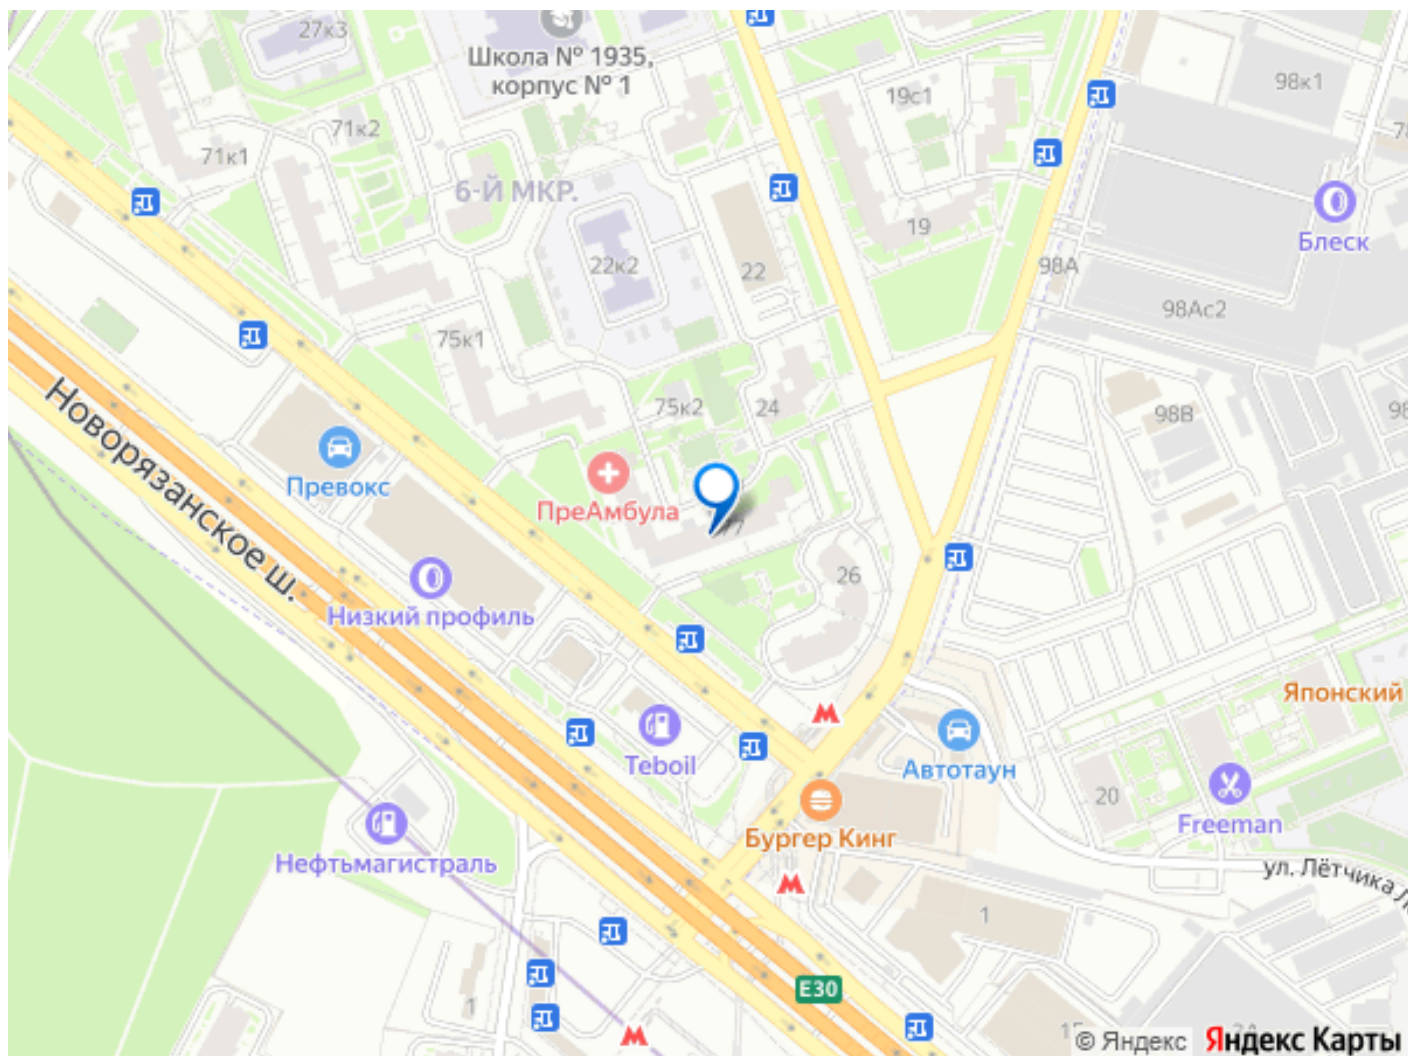 27к3
Школа № 1935,
корпус № 1
19с1
98к1
71к2
71к1
6-Й МКР.
19
Блеск
22к2
22
98А
98Ас2
75к1
75к2
24
98В
Новорязанское ш.
Превокс
ПреАмбула
26
Низкий профиль
Японский
Teboil
Автотаун
20
Freeman
Бургер Кинг
Нефтьмагистраль
ул. Лётчика
1
1
E30
© Яндекс
Яндекс Карты